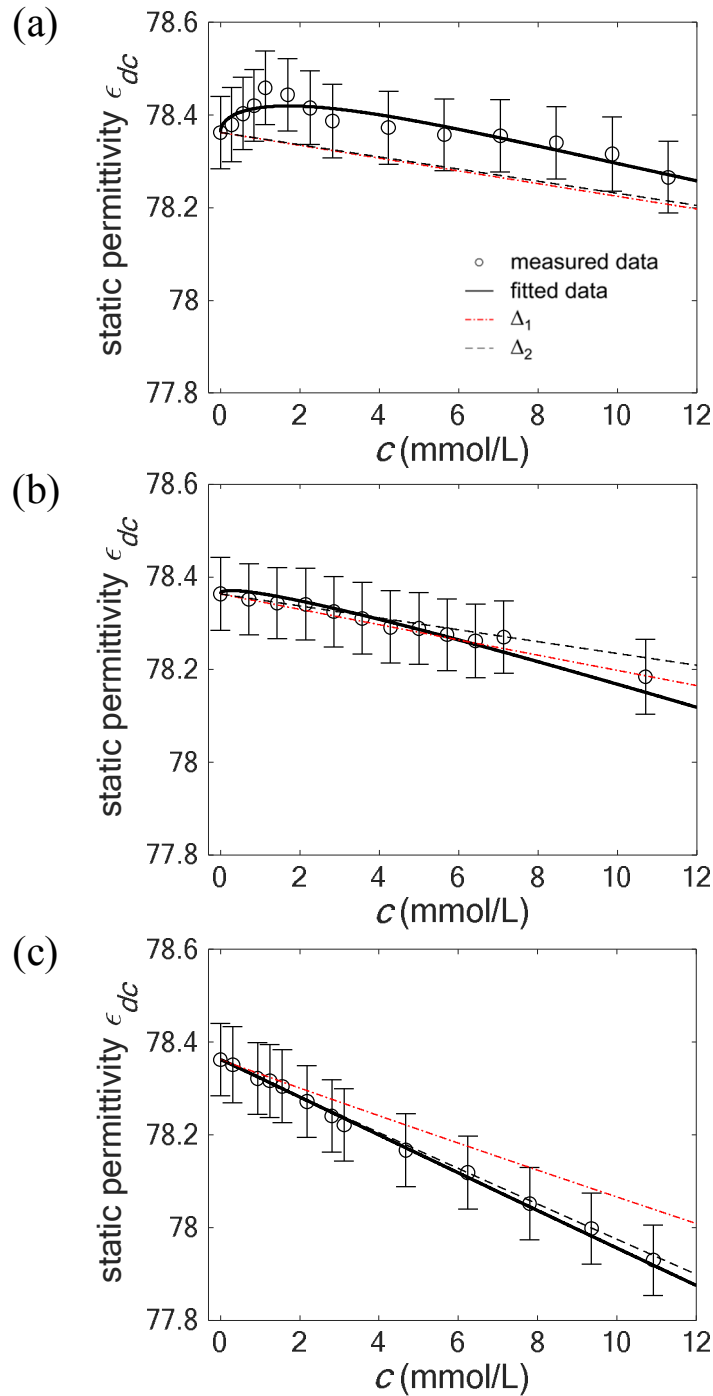 (a)
static permittivity ϵdc
78.6
78.4
78.2
78
77.8
measured data
fitted data
Δ1
Δ2
0 2 4 6 8 10 12
c (mmol/L)
(b)
static permittivity ϵdc
78.6
78.4
78.2
78
77.8
0 2 4 6 8 10 12
c (mmol/L)
(c)
static permittivity ϵdc
78.6
78.4
78.2
78
77.8
0 2 4 6 8 10 12
c (mmol/L)